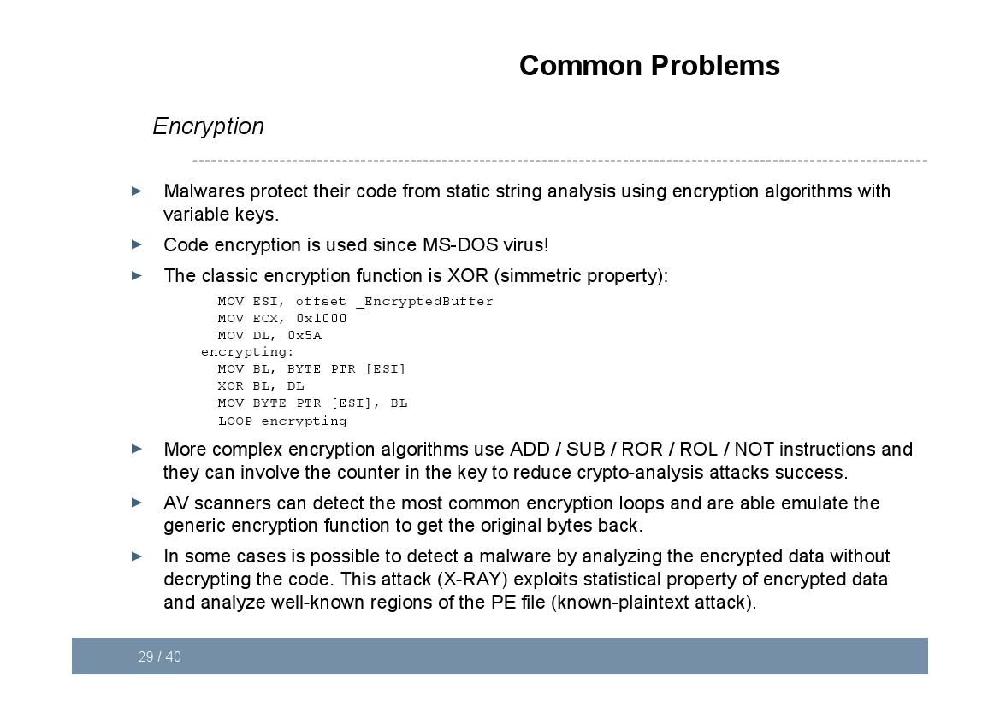 Common Problems
Encryption
► Malwares protect their code from static string analysis using encryption algorithms with
variable keys.
► Code encryption is used since MS-DOS virus!
► The classic encryption function is XOR (simmetric property):
MOV ESI, offset _EncryptedBuffer
MOV ECX, 0x1000
MOV DL, 0x5A
encrypting:
MOV BL, BYTE PTR [ESI]
XOR BL, DL
MOV BYTE PTR [ESI], BL
LOOP encrypting
► More complex encryption algorithms use ADD / SUB / ROR / ROL / NOT instructions and
they can involve the counter in the key to reduce crypto-analysis attacks success.
► AV scanners can detect the most common encryption loops and are able emulate the
generic encryption function to get the original bytes back.
► In some cases is possible to detect a malware by analyzing the encrypted data without
decrypting the code. This attack (X-RAY) exploits statistical property of encrypted data
and analyze well-known regions of the PE file (known-plaintext attack).
29 / 40